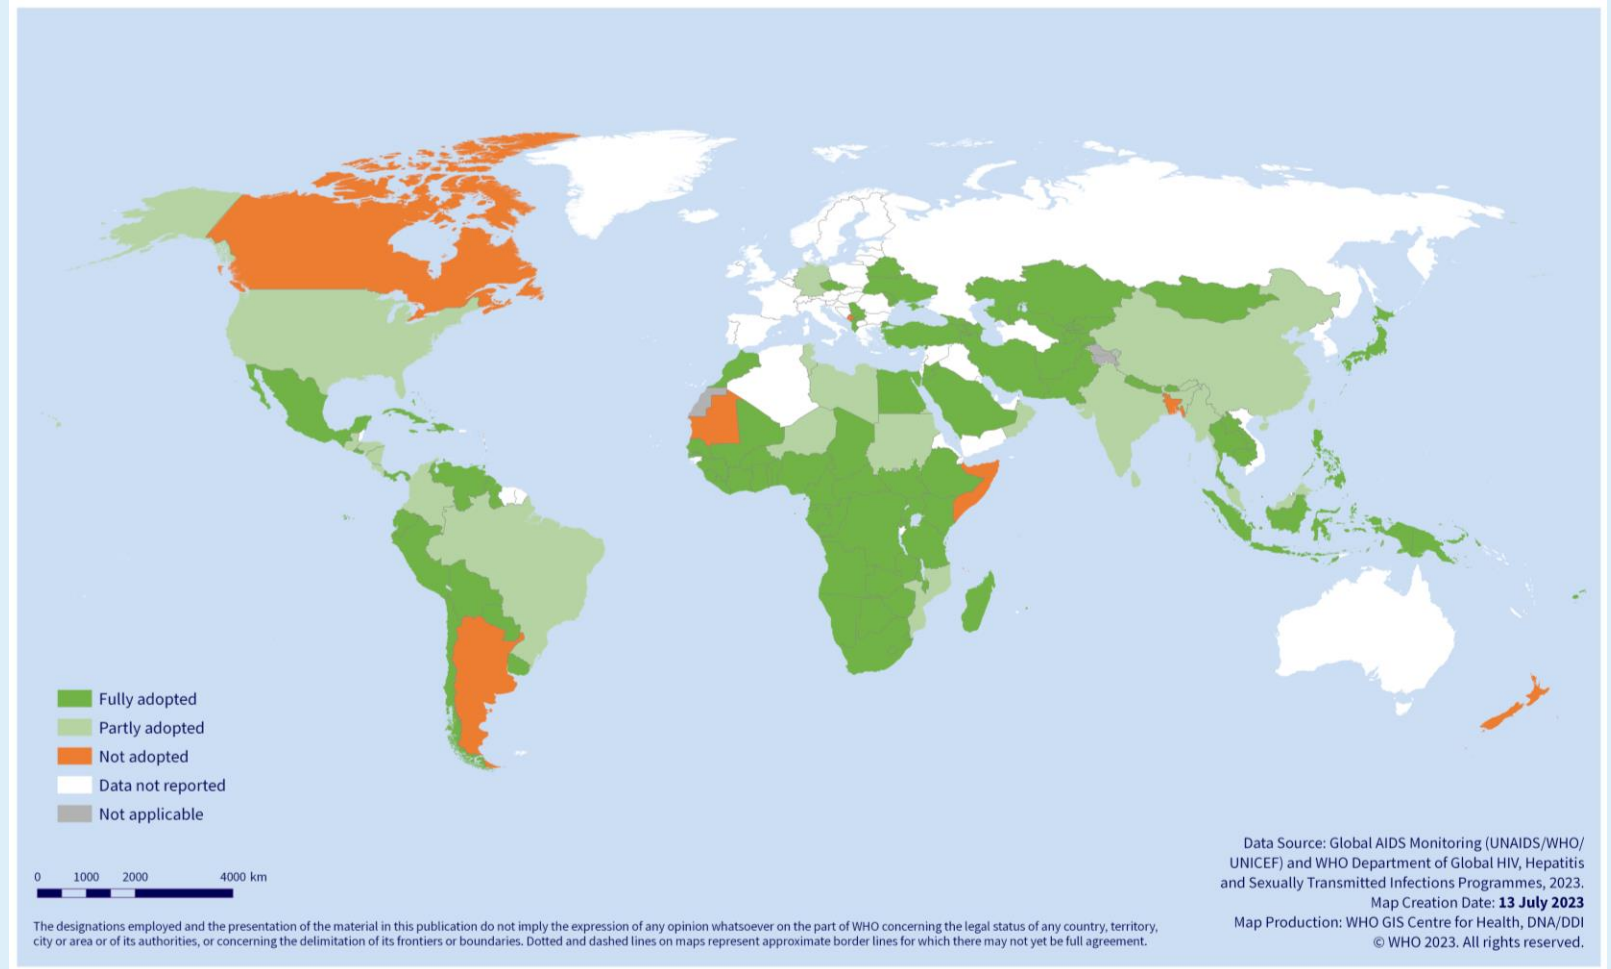 Fully adopted
Partly adopted
Not adopted
Data not reported
Not applicable
0 1000 2000 4000 km
Data Source: Global AIDS Monitoring (UNAIDS/WHO/
UNICEF) and WHO Department of Global HIV, Hepatitis
and Sexually Transmitted Infections Programmes, 2023.
Map Creation Date: 13 July 2023
Map Production: WHO GIS Centre for Health, DNA/DDI
© WHO 2023. All rights reserved.
The designations employed and the presentation of the material in this publication do not imply the expression of any opinion whatsoever on the part of WHO concerning the legal status of any country, territory,
city or area or of its authorities, or concerning the delimitation of its frontiers or boundaries. Dotted and dashed lines on maps represent approximate border lines for which there may not yet be full agreement.